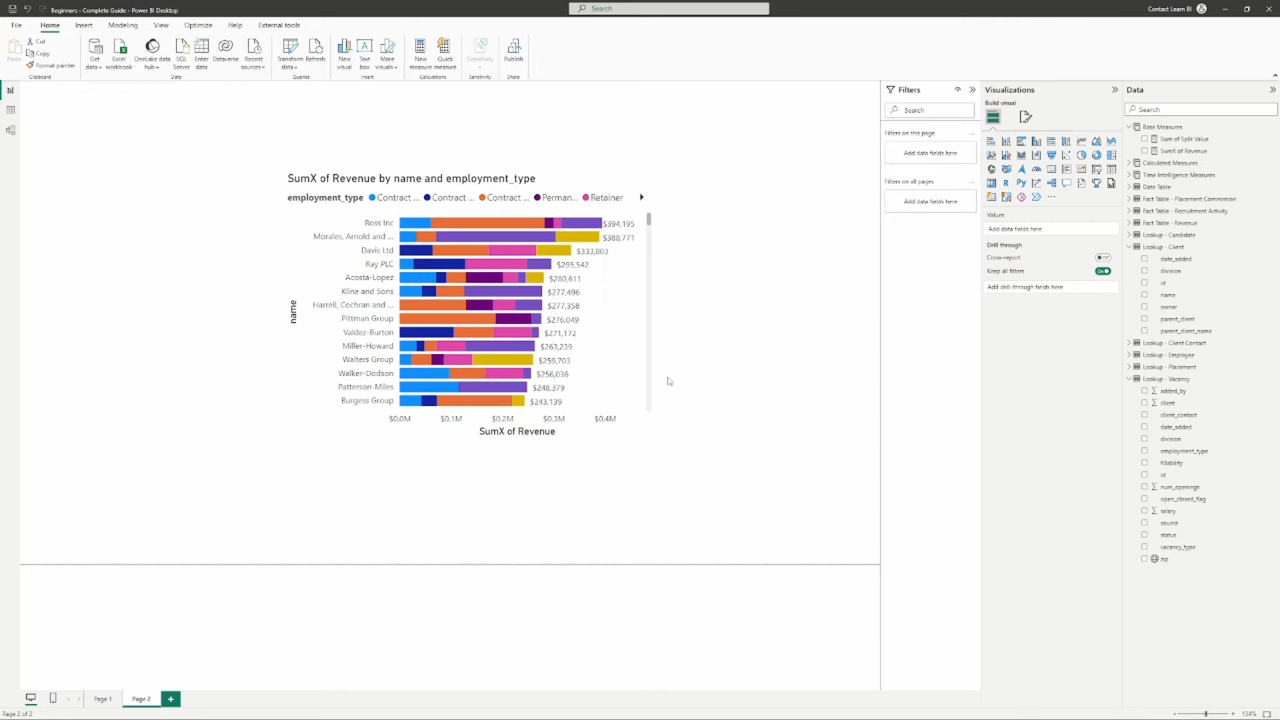 Beginners - Complete Guide - Power BI Desktop
Search
Contact Learn BI
File Home Insert Modeling View Optimize Help External tools
Paste
Cut
Copy
Format painter
Clipboard
Get data
Excel workbook
OneLake data hub
SQL Server
Enter data
Dataverse
Recent sources
Data
Transform data
Refresh
Queries
New visual
Text box
More visuals
Insert
New measure
Quick measure
Calculations
Sensitivity
Sensitivity
Publish
Share
SumX of Revenue by name and employment_type
employment_type Contract ... Contract ... Contract ... Perman... Retainer
name
Ross Inc $394,195
Morales, Arnold and ... $388,771
Davis Ltd $333,803
Ray PLC $295,542
Acosta-Lopez $280,611
Kline and Sons $277,496
Harrell, Cochran and ... $277,358
Pittman Group $276,049
Valdez-Burton $271,172
Miller-Howard $263,239
Walters Group $259,703
Walker-Dodson $256,036
Patterson-Miles $248,379
Burgess Group $243,139
$0.0M $0.1M $0.2M $0.3M $0.4M
SumX of Revenue
Filters
Search
Filters on this page ...
Add data fields here
Filters on all pages ...
Add data fields here
Visualizations
Build visual
Values
Add data fields here
Drill through
Cross-report Off
Keep all filters On
Add drill-through fields here
Data
Search
Base Measures
Sum of Split Value
SumX of Revenue
Calculated Measures
Time Intelligence Measures
Date Table
Fact Table - Placement Commission
Fact Table - Recruitment Activity
Fact Table - Revenue
Lookup - Candidate
Lookup - Client
date_added
division
id
name
owner
parent_client
parent_client_name
Lookup - Client Contact
Lookup - Employee
Lookup - Placement
Lookup - Vacancy
added_by
client
client_contact
date_added
division
employment_type
fillability
id
num_openings
open_closed_flag
salary
source
status
vacancy_type
zip
Page 1
Page 2
Page 2 of 2
134%